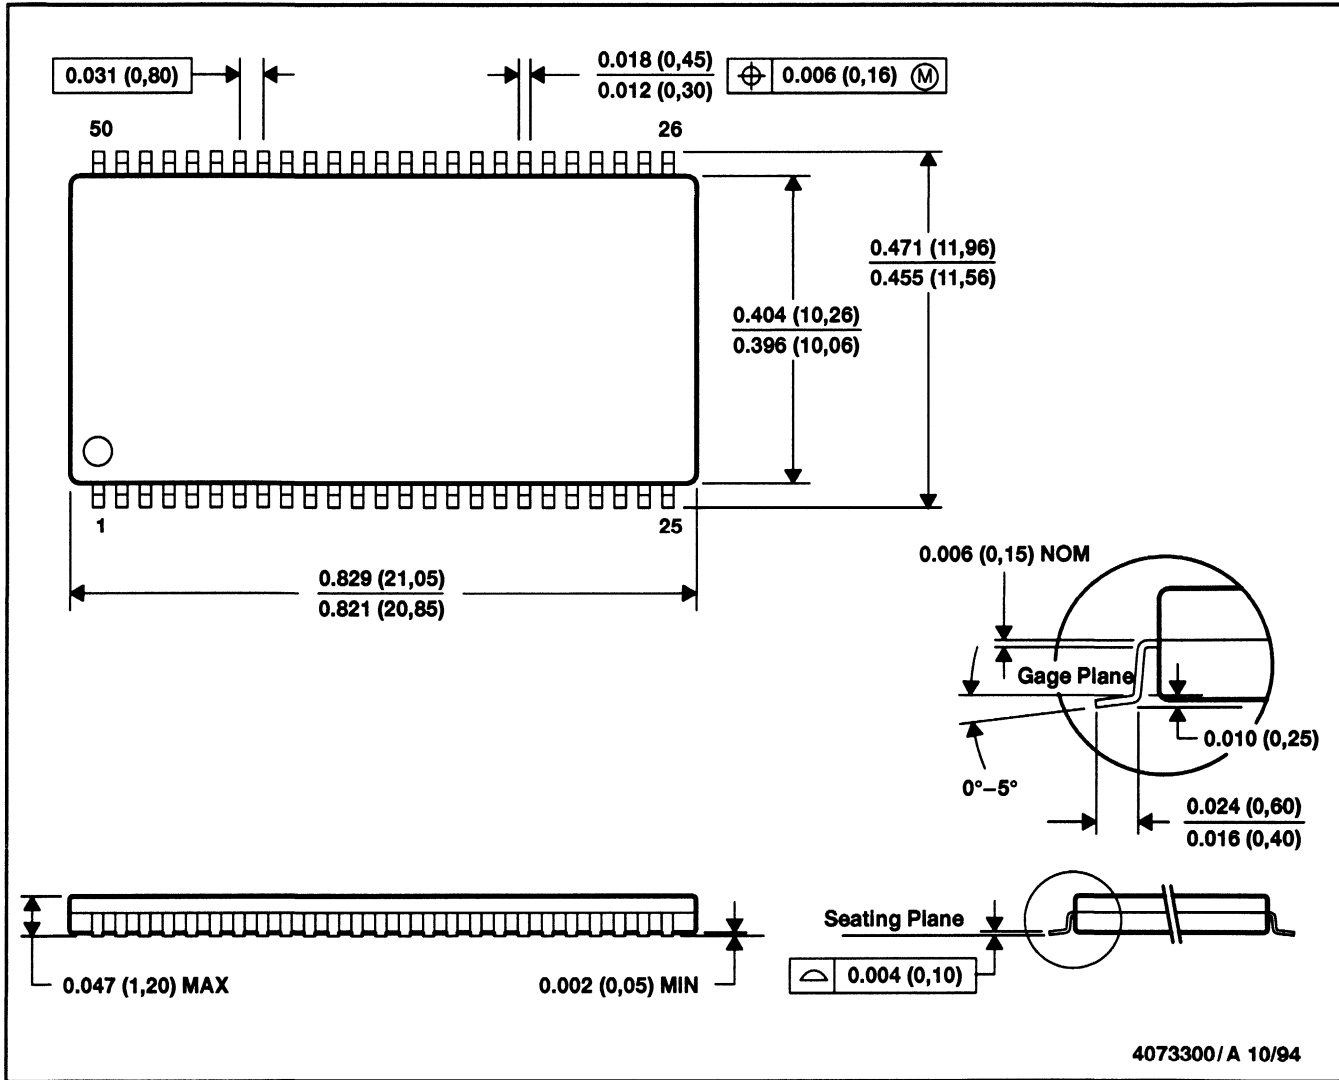 0.031 (0,80)
0.018 (0,45)
0.012 (0,30)
0.006 (0,16) Ⓜ
50
26
0.471 (11,96)
0.455 (11,56)
0.404 (10,26)
0.396 (10,06)
1
25
0.829 (21,05)
0.821 (20,85)
0.006 (0,15) NOM
Gage Plane
0.010 (0,25)
0°–5°
0.024 (0,60)
0.016 (0,40)
Seating Plane
0.047 (1,20) MAX
0.002 (0,05) MIN
0.004 (0,10)
4073300/A 10/94